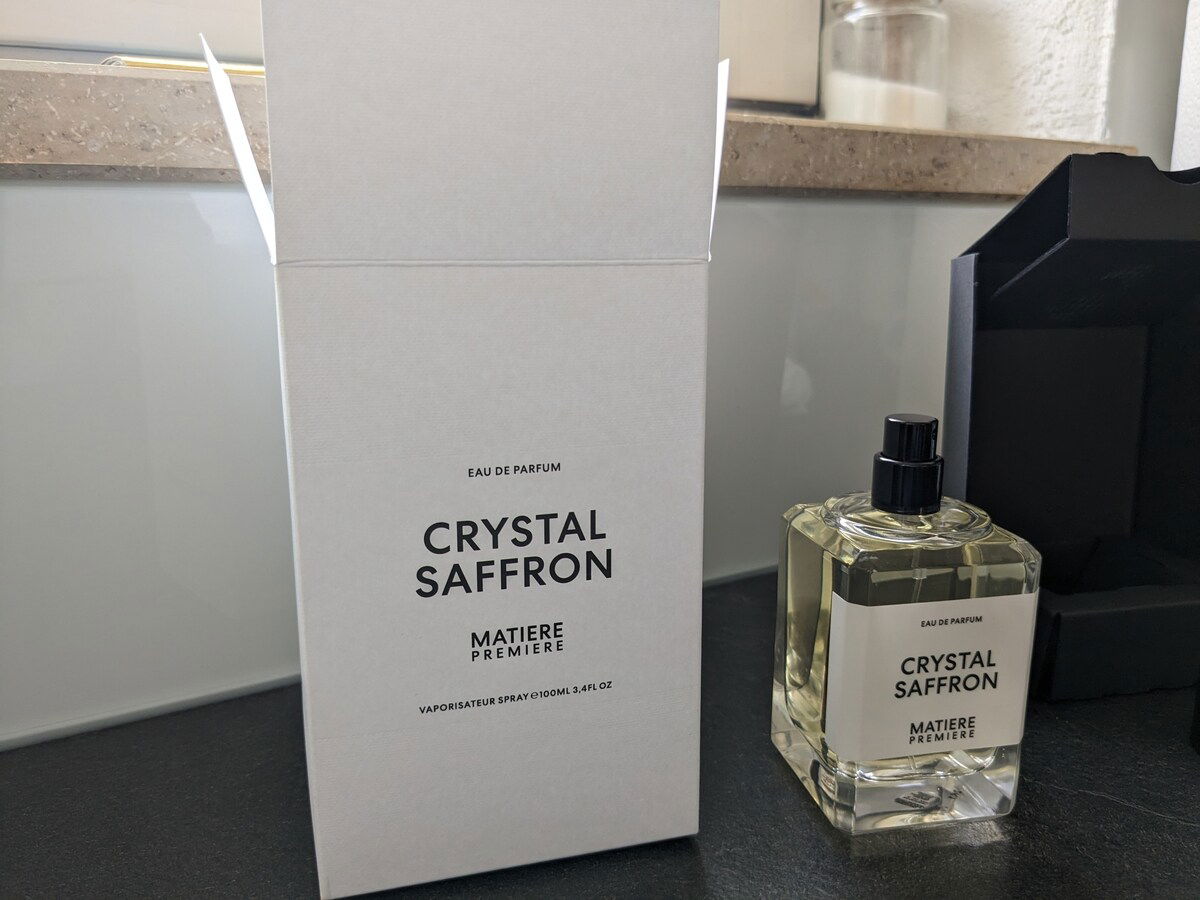 EAU DE PARFUM
CRYSTAL
SAFFRON
MATIERE
PREMIERE
VAPORISATEUR SPRAY ℮100ML 3,4FL OZ
EAU DE PARFUM
CRYSTAL
SAFFRON
MATIERE
PREMIERE